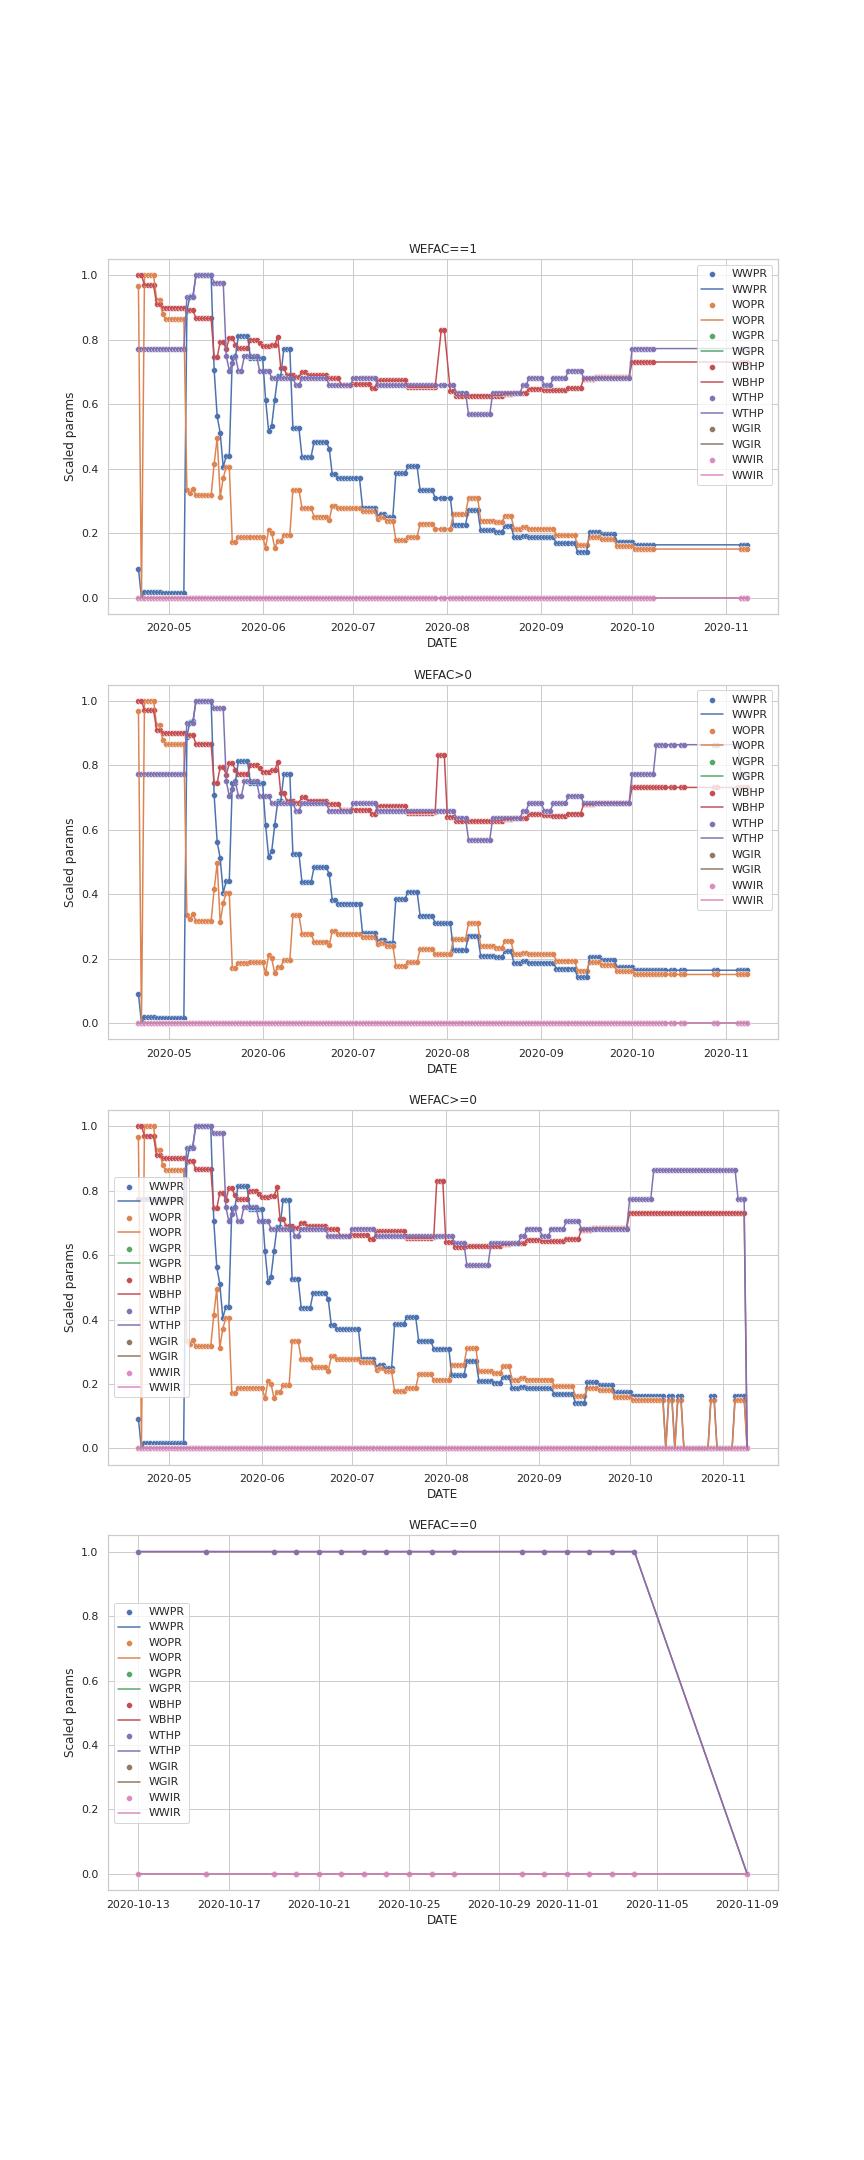 WEFAC==1
1.0
0.8
0.6
0.4
0.2
0.0
Scaled params
WWPR
WWPR
WOPR
WOPR
WGPR
WGPR
WBHP
WBHP
WTHP
WTHP
WGIR
WGIR
WWIR
WWIR
2020-05 2020-06 2020-07 2020-08 2020-09 2020-10 2020-11
DATE
WEFAC>0
1.0
0.8
0.6
0.4
0.2
0.0
Scaled params
WWPR
WWPR
WOPR
WOPR
WGPR
WGPR
WBHP
WBHP
WTHP
WTHP
WGIR
WGIR
WWIR
WWIR
2020-05 2020-06 2020-07 2020-08 2020-09 2020-10 2020-11
DATE
WEFAC>=0
1.0
0.8
0.6
0.4
0.2
0.0
Scaled params
WWPR
WWPR
WOPR
WOPR
WGPR
WGPR
WBHP
WBHP
WTHP
WTHP
WGIR
WGIR
WWIR
WWIR
2020-05 2020-06 2020-07 2020-08 2020-09 2020-10 2020-11
DATE
WEFAC==0
1.0
0.8
0.6
0.4
0.2
0.0
Scaled params
WWPR
WWPR
WOPR
WOPR
WGPR
WGPR
WBHP
WBHP
WTHP
WTHP
WGIR
WGIR
WWIR
WWIR
2020-10-13 2020-10-17 2020-10-21 2020-10-25 2020-10-29 2020-11-01 2020-11-05 2020-11-09
DATE